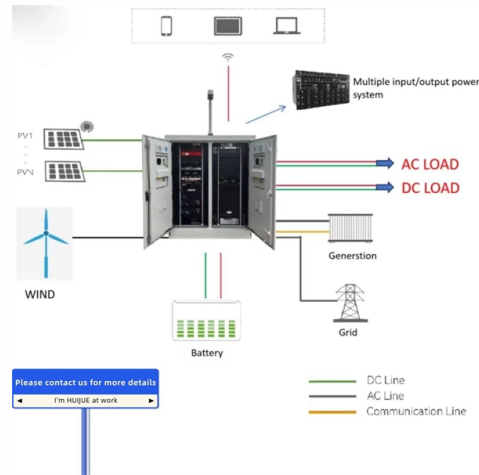 Multiple input/output power
system
PV1
PVN
AC LOAD
DC LOAD
WIND
Generstion
Grid
Battery
Please contact us for more details
I'm HUIJUE at work
DC Line
AC Line
Communication Line